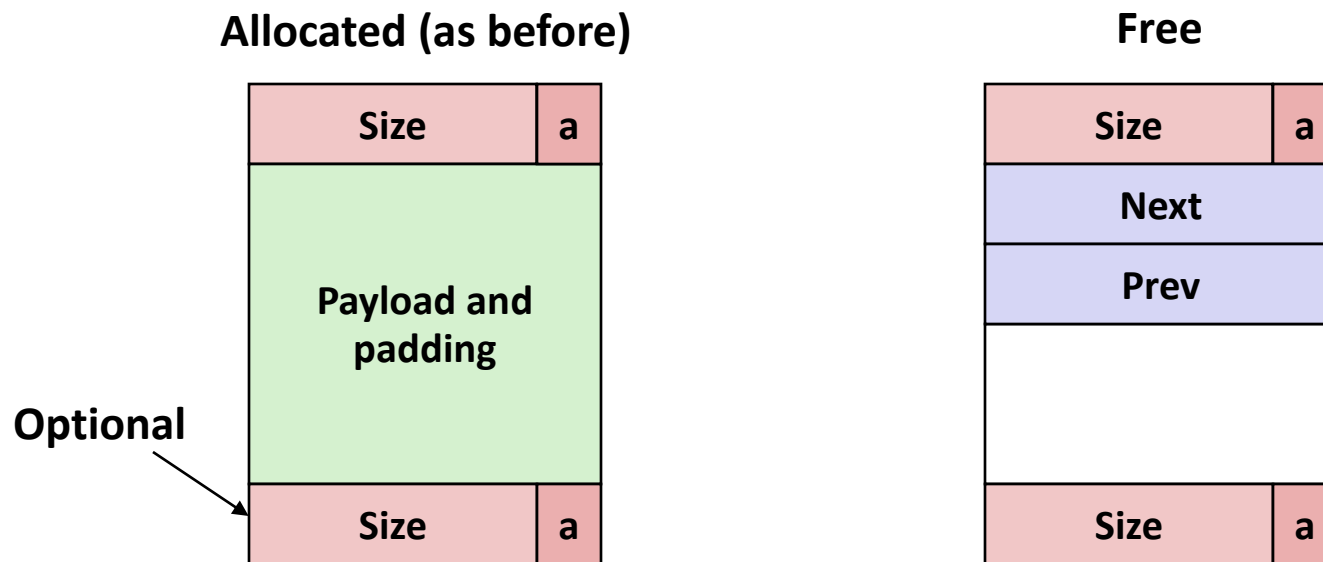 Allocated (as before)
Size a
Payload and
padding
Optional
Size a
Free
Size a
Next
Prev
Size a